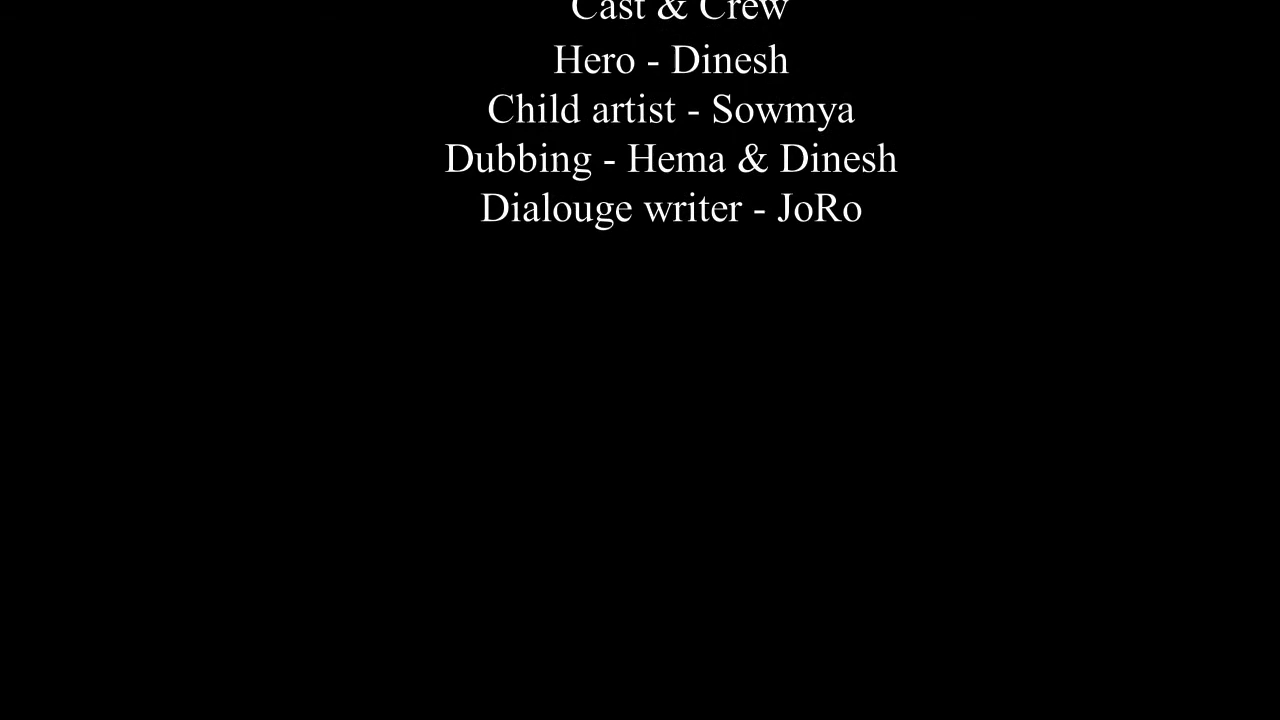 Cast & Crew
Hero - Dinesh
Child artist - Sowmya
Dubbing - Hema & Dinesh
Dialouge writer - JoRo